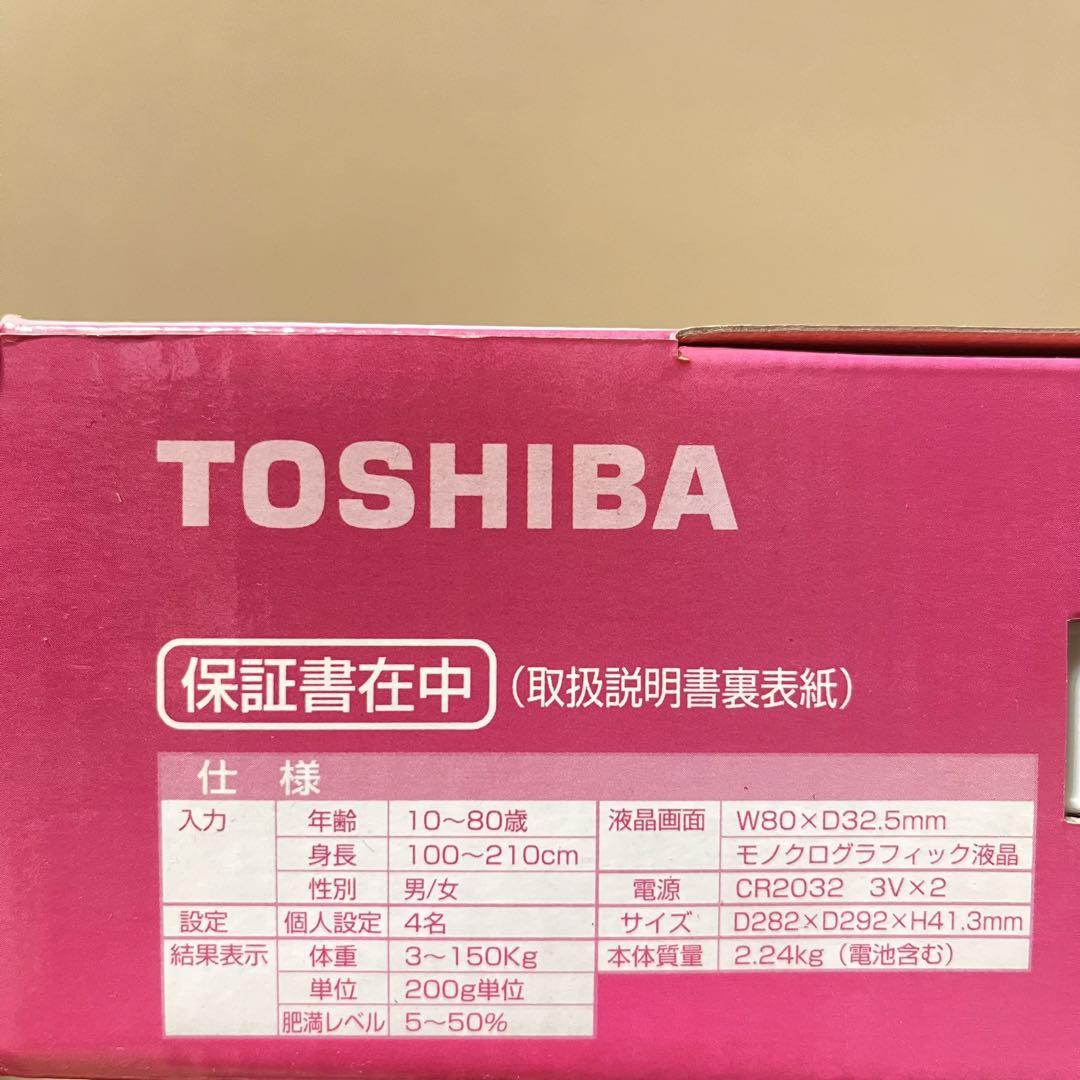 TOSHIBA
保証書在中 (取扱説明書裏表紙)
仕 様
入力 年齢 10〜80歳 液晶画面 W80×D32.5mm
身長 100〜210cm モノクログラフィック液晶
性別 男/女 電源 CR2032 3V×2
設定 個人設定 4名 サイズ D282×D292×H41.3mm
結果表示 体重 3〜150Kg 本体質量 2.24kg (電池含む)
単位 200g単位
肥満レベル 5〜50%